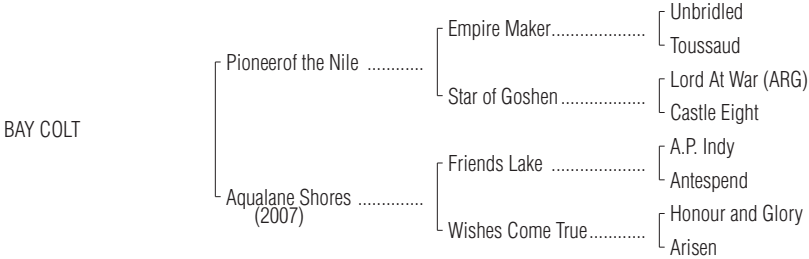 Unbridled
Empire Maker.....................
Toussaud
Pioneerof the Nile ............
Lord At War (ARG)
Star of Goshen...................
Castle Eight
BAY COLT
A.P. Indy
Friends Lake .....................
Antespend
Aqualane Shores ..............
(2007)
Honour and Glory
Wishes Come True.............
Arisen